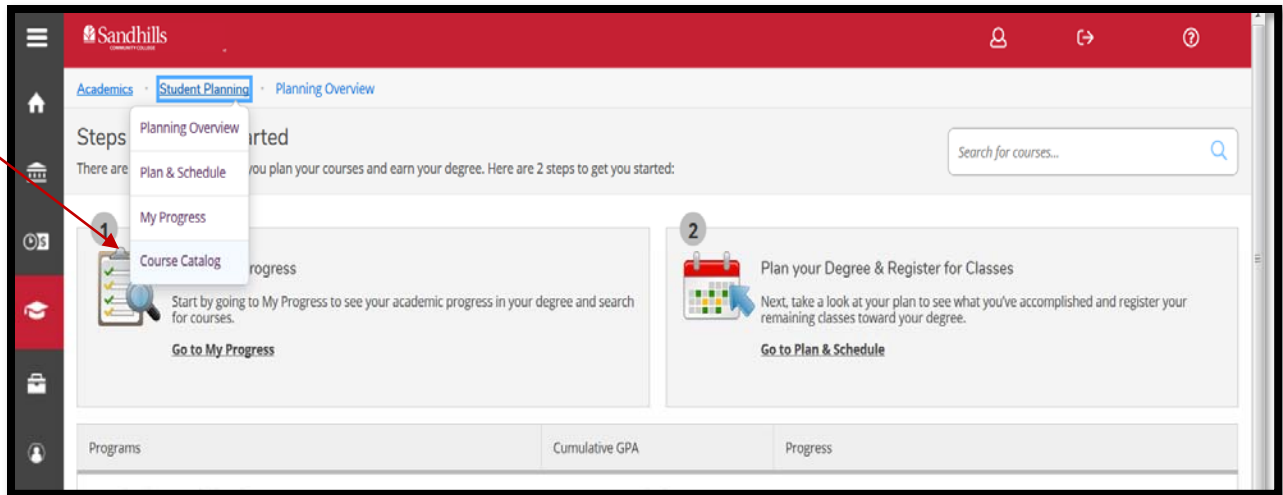 Sandhills
COMMUNITY COLLEGE
Academics · Student Planning · Planning Overview
Planning Overview
Plan & Schedule
My Progress
Course Catalog
Steps rted
There are you plan your courses and earn your degree. Here are 2 steps to get you started:
Search for courses...
1
rogress
Start by going to My Progress to see your academic progress in your degree and search
for courses.
Go to My Progress
2
Plan your Degree & Register for Classes
Next, take a look at your plan to see what you've accomplished and register your
remaining classes toward your degree.
Go to Plan & Schedule
Programs Cumulative GPA Progress